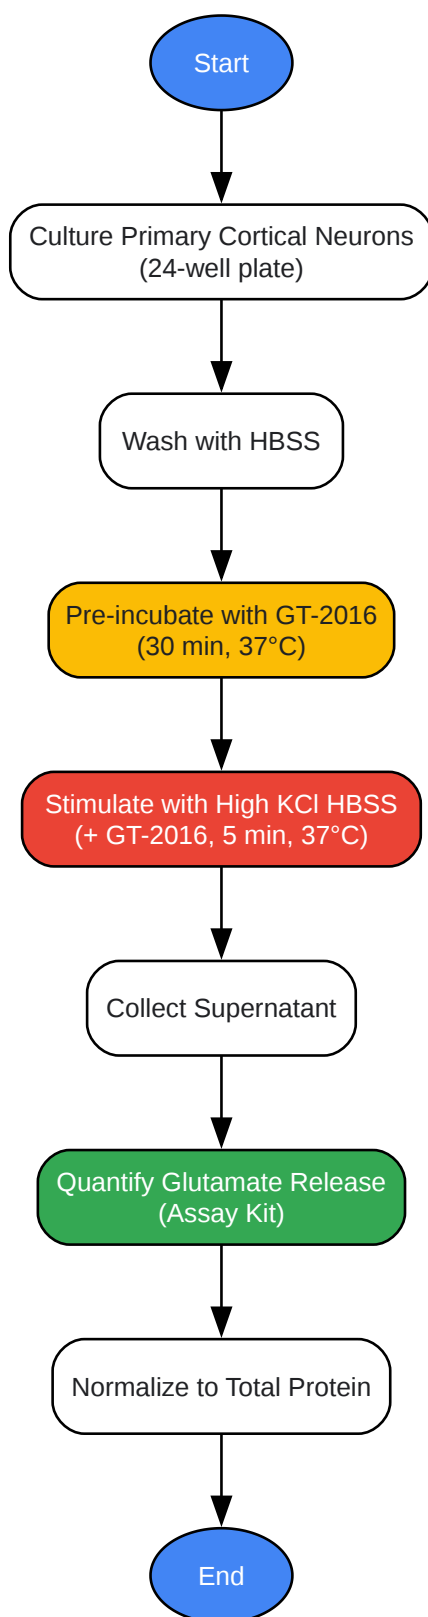 Start
Culture Primary Cortical Neurons
(24-well plate)
Wash with HBSS
Pre-incubate with GT-2016
(30 min, 37°C)
Stimulate with High KCl HBSS
(+ GT-2016, 5 min, 37°C)
Collect Supernatant
Quantify Glutamate Release
(Assay Kit)
Normalize to Total Protein
End